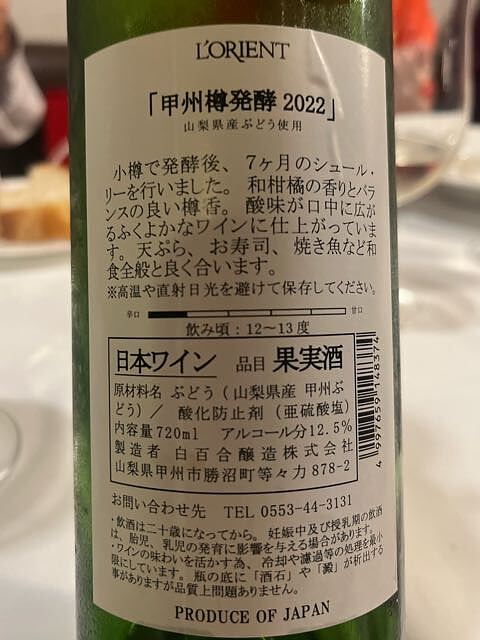 L'ORIENT
「甲州樽発酵 2022」
山梨県産ぶどう使用
小樽で発酵後、7ヶ月のシュール・
リーを行いました。和柑橘の香りとバラ
ンスの良い樽香。酸味が口中に広が
るふくよかなワインに仕上がっていま
す。天ぷら、お寿司、焼き魚など和
食全般と良く合います。
※高温や直射日光を避けて保存してください。
辛口 甘口
飲み頃：12～13度
日本ワイン 品目 果実酒
原材料名 ぶどう（山梨県産 甲州ぶ
どう）／ 酸化防止剤（亜硫酸塩）
内容量720ml アルコール分12.5%
製造者 白百合醸造株式会社
山梨県甲州市勝沼町等々力878-2
4997659148374
お問い合わせ先 TEL 0553-44-3131
・飲酒は二十歳になってから。妊娠中及び授乳期の飲酒
は、胎児、乳児の発育に影響を与える場合があります。
・ワインの味わいを活かす為、冷却や濾過等の処理を最小
限にしています。瓶の底に「酒石」や「澱」が析出する
事がありますが品質上問題ありません。
PRODUCE OF JAPAN